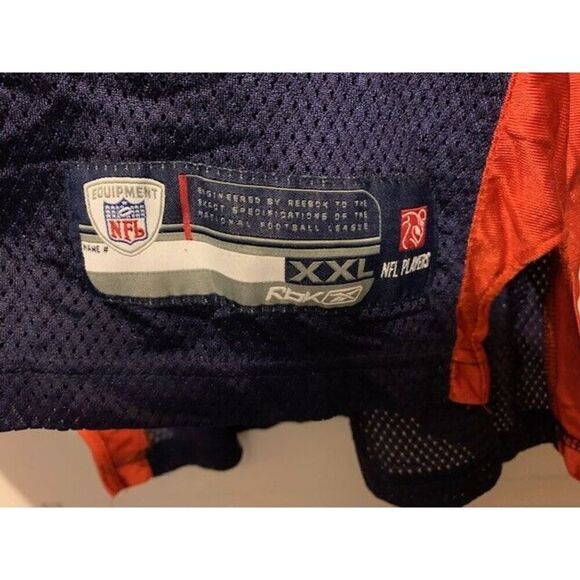 EQUIPMENT
NFL
NAME #
ENGINEERED BY REEBOK TO THE
EXACT SPECIFICATIONS OF THE
NATIONAL FOOTBALL LEAGUE
XXL
RBK
NFL PLAYERS